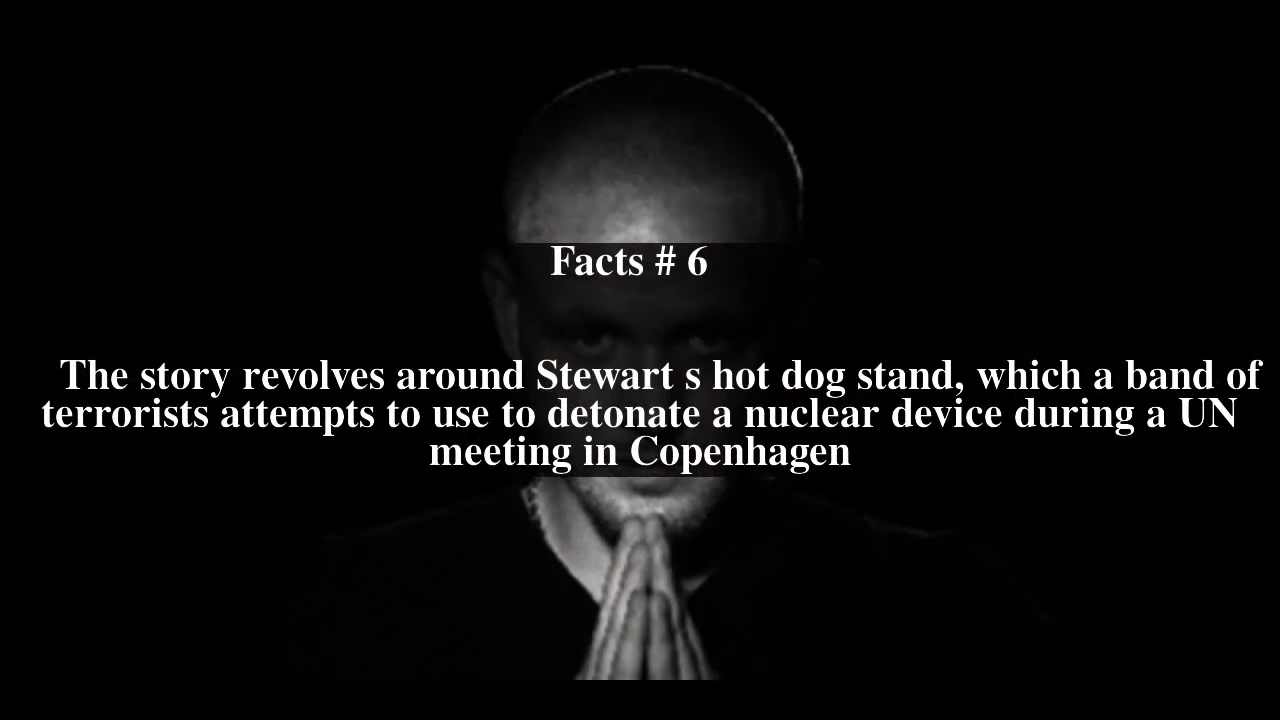 Facts # 6
The story revolves around Stewart s hot dog stand, which a band of
terrorists attempts to use to detonate a nuclear device during a UN
meeting in Copenhagen